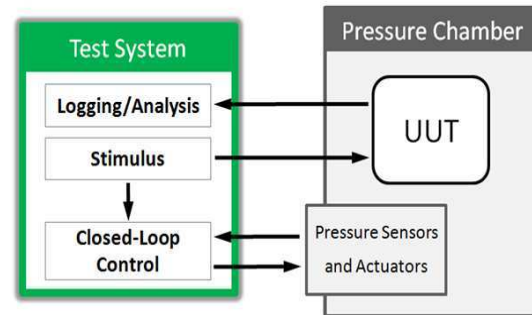 Test System
Logging/Analysis
Stimulus
Closed-Loop
Control
Pressure Chamber
UUT
Pressure Sensors
and Actuators